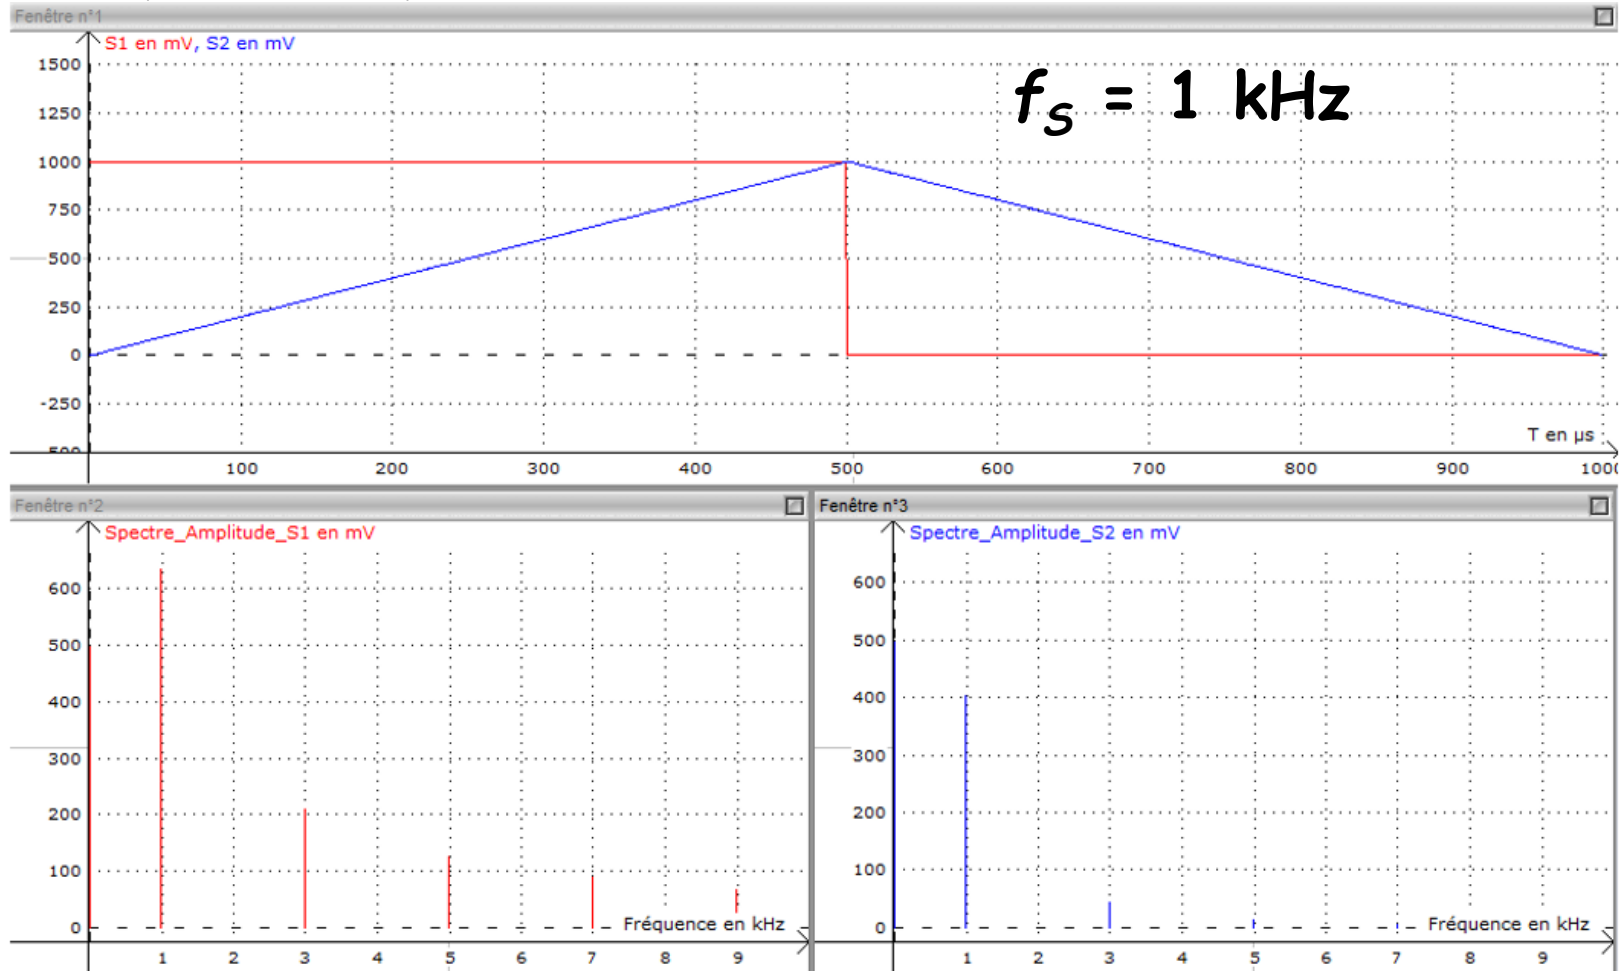 Fenêtre n°1
S1 en mV, S2 en mV
1500
1250
1000
750
500
250
0
-250
-500
f_S = 1 kHz
T en µs
100 200 300 400 500 600 700 800 900 1000
Fenêtre n°2
Spectre_Amplitude_S1 en mV
600
500
400
300
200
100
0
Fréquence en kHz
1 2 3 4 5 6 7 8 9
Fenêtre n°3
Spectre_Amplitude_S2 en mV
600
500
400
300
200
100
0
Fréquence en kHz
1 2 3 4 5 6 7 8 9